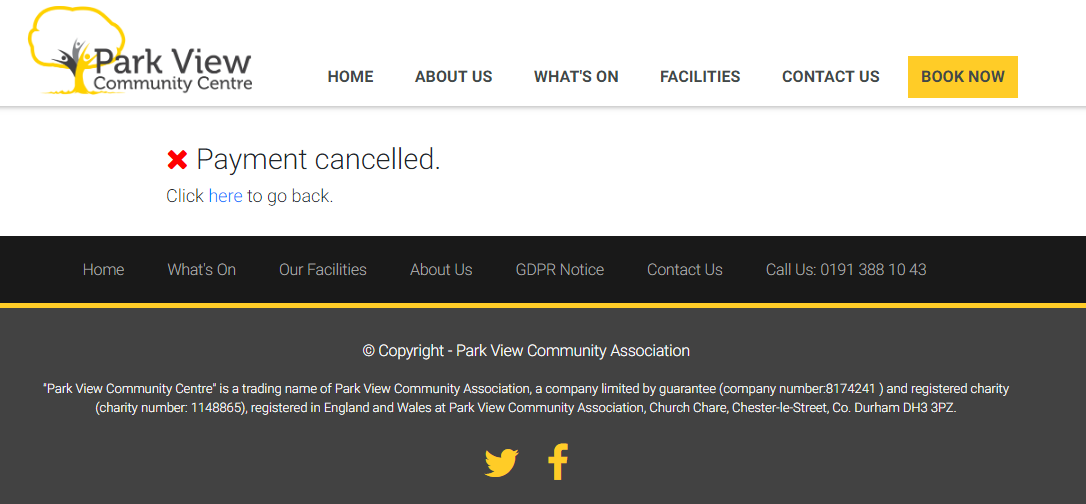 Park View
Community Centre
HOME ABOUT US WHAT'S ON FACILITIES CONTACT US BOOK NOW
Payment cancelled.
Click here to go back.
Home What's On Our Facilities About Us GDPR Notice Contact Us Call Us: 0191 388 10 43
© Copyright - Park View Community Association
"Park View Community Centre" is a trading name of Park View Community Association, a company limited by guarantee (company number:8174241 ) and registered charity
(charity number: 1148865), registered in England and Wales at Park View Community Association, Church Chare, Chester-le-Street, Co. Durham DH3 3PZ.